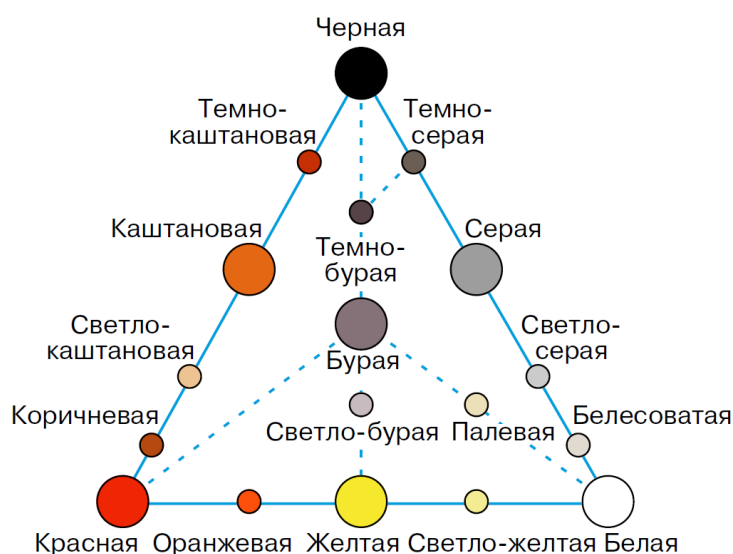 Черная
Темно-
каштановая
Темно-
серая
Каштановая
Темно-
бурая
Серая
Светло-
каштановая
Бурая
Светло-
серая
Коричневая
Светло-бурая
Палевая
Белесоватая
Красная
Оранжевая
Желтая
Светло-желтая
Белая